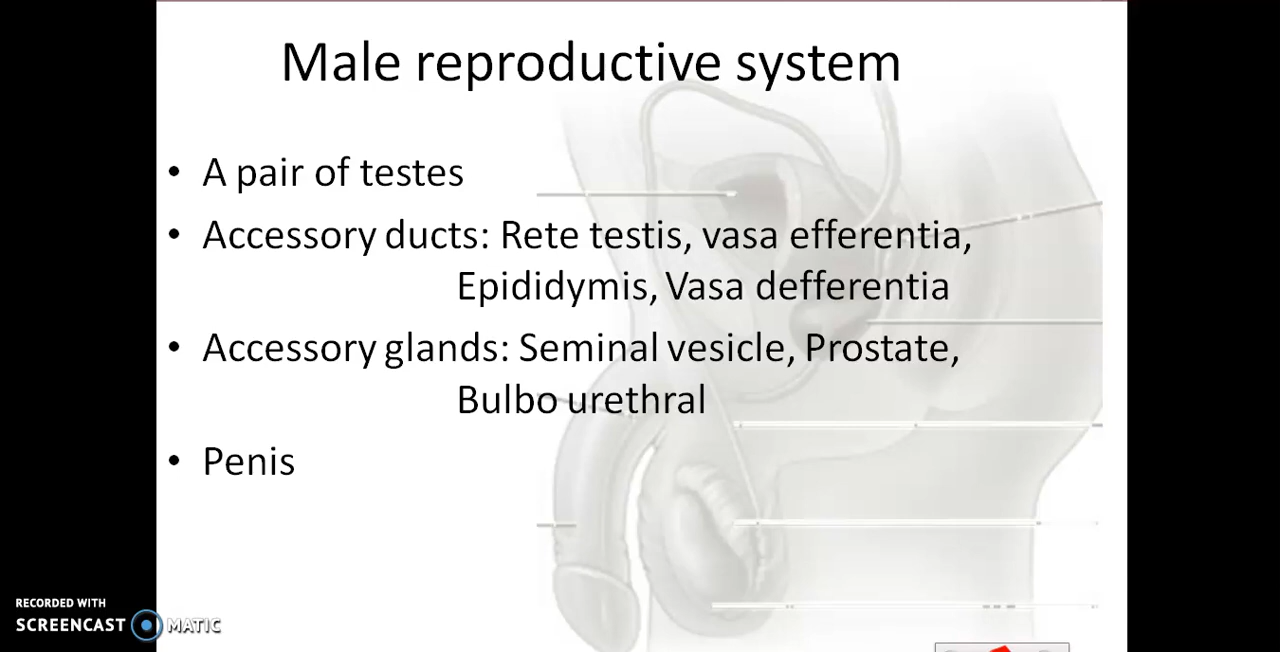 Male reproductive system
• A pair of testes
• Accessory ducts: Rete testis, vasa efferentia,
Epididymis, Vasa defferentia
• Accessory glands: Seminal vesicle, Prostate,
Bulbo urethral
• Penis
RECORDED WITH
SCREENCAST MATIC